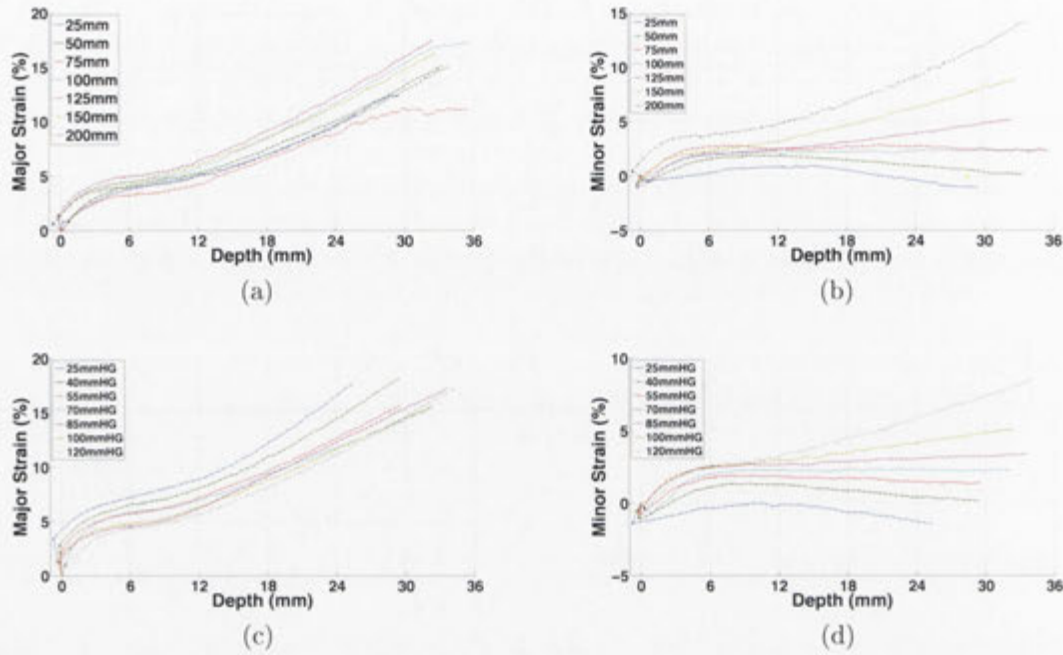 20
15
10
5
0
Major Strain (%)
25mm
50mm
75mm
100mm
125mm
150mm
200mm
0 6 12 18 24 30 36
Depth (mm)
(a)
15
10
5
0
−5
Minor Strain (%)
25mm
50mm
75mm
100mm
125mm
150mm
200mm
0 6 12 18 24 30 36
Depth (mm)
(b)
20
15
10
5
0
Major Strain (%)
25mmHG
40mmHG
55mmHG
70mmHG
85mmHG
100mmHG
120mmHG
0 6 12 18 24 30 36
Depth (mm)
(c)
10
5
0
−5
Minor Strain (%)
25mmHG
40mmHG
55mmHG
70mmHG
85mmHG
100mmHG
120mmHG
0 6 12 18 24 30 36
Depth (mm)
(d)